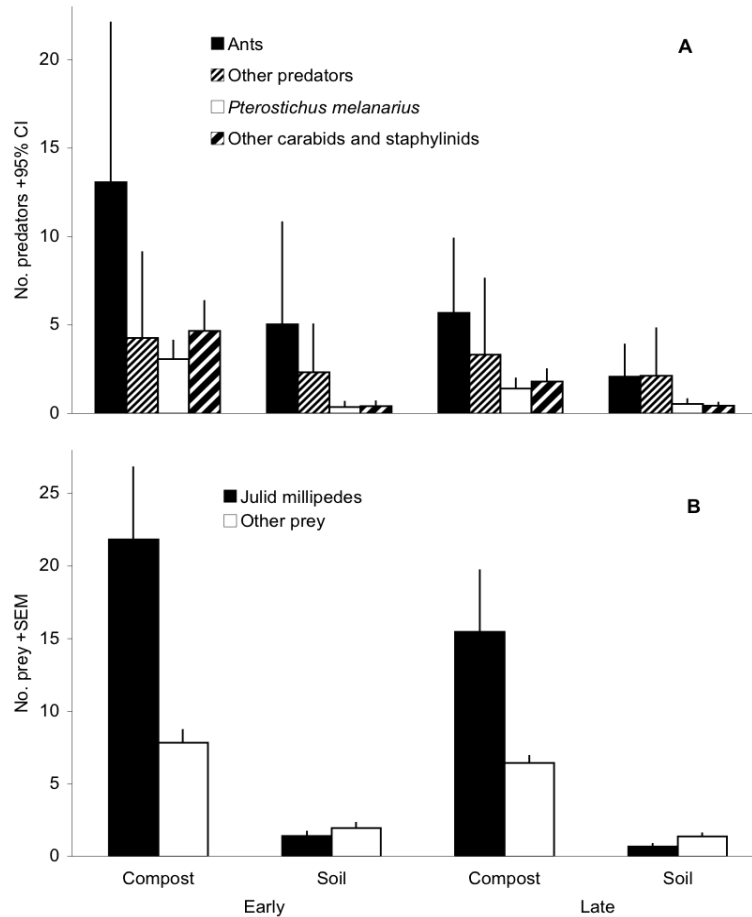 A
Ants
Other predators
Pterostichus melanarius
Other carabids and staphylinids
No. predators +95% CI
20
15
10
5
0
B
Julid millipedes
Other prey
No. prey +SEM
25
20
15
10
5
0
Compost Soil Compost Soil
Early Late